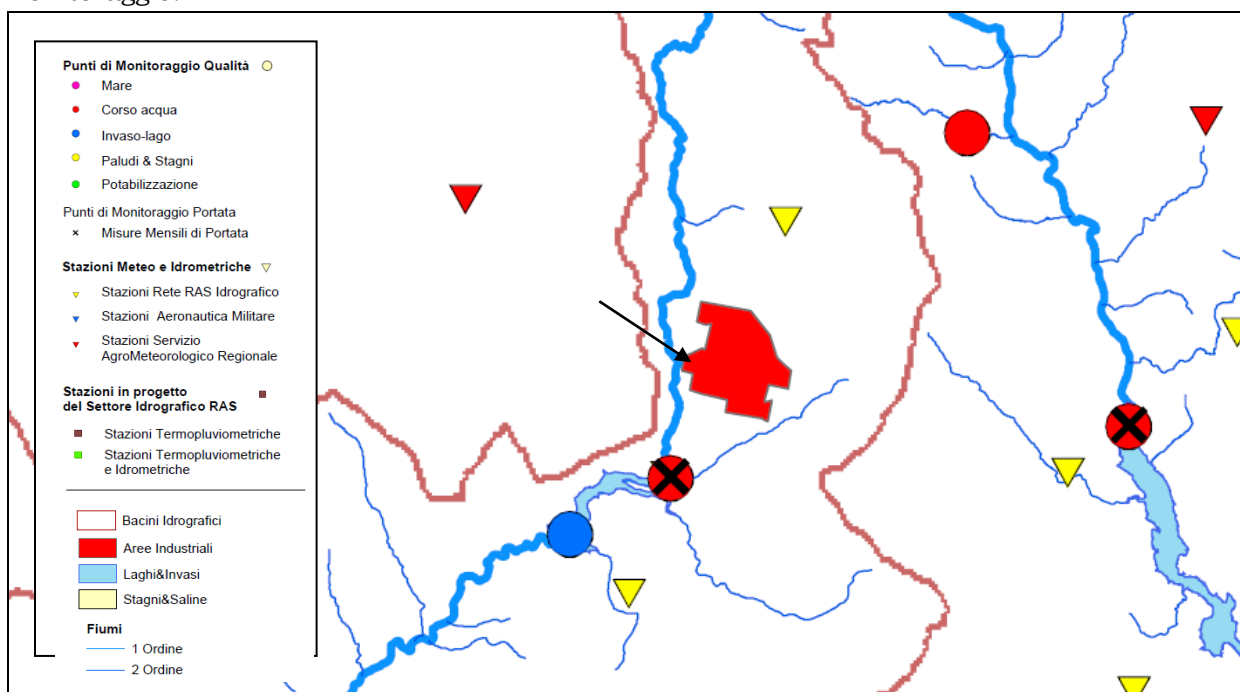 Punti di Monitoraggio Qualità
Mare
Corso acqua
Invaso-lago
Paludi & Stagni
Potabilizzazione
Punti di Monitoraggio Portata
Misure Mensili di Portata
Stazioni Meteo e Idrometriche
Stazioni Rete RAS Idrografico
Stazioni Aeronautica Militare
Stazioni Servizio
AgroMeteorologico Regionale
Stazioni in progetto
del Settore Idrografico RAS
Stazioni Termopluviometriche
Stazioni Termopluviometriche
e Idrometriche
Bacini Idrografici
Aree Industriali
Laghi&Invasi
Stagni&Saline
Fiumi
1 Ordine
2 Ordine